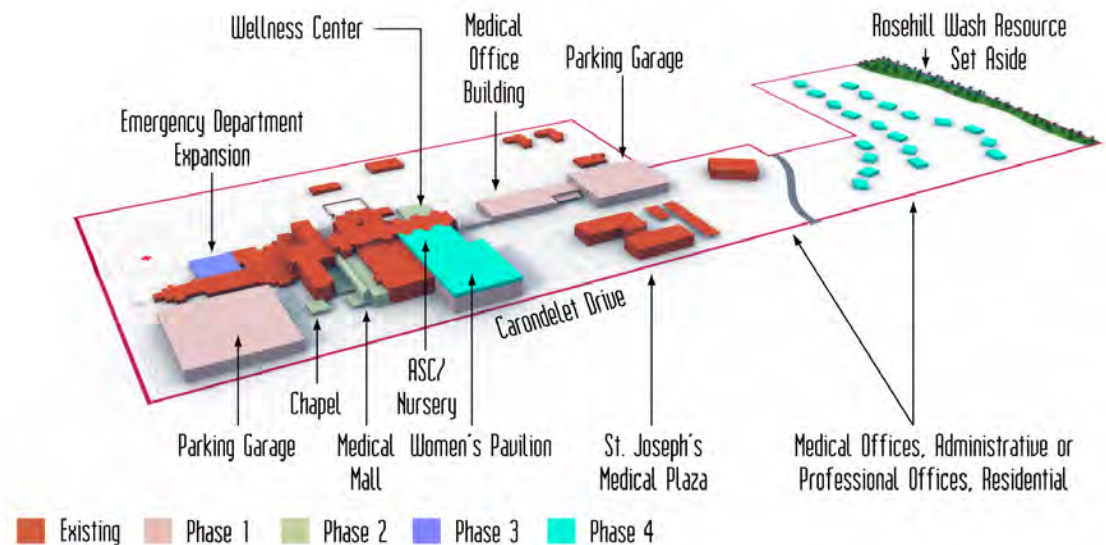 Wellness Center
Medical
Office
Building
Parking Garage
Rosehill Wash Resource
Set Aside
Emergency Department
Expansion
Carondelet Drive
ASC/
Nursery
Chapel
Parking Garage
Medical
Mall
Women's Pavilion
St. Joseph's
Medical Plaza
Medical Offices, Administrative or
Professional Offices, Residential
Existing
Phase 1
Phase 2
Phase 3
Phase 4